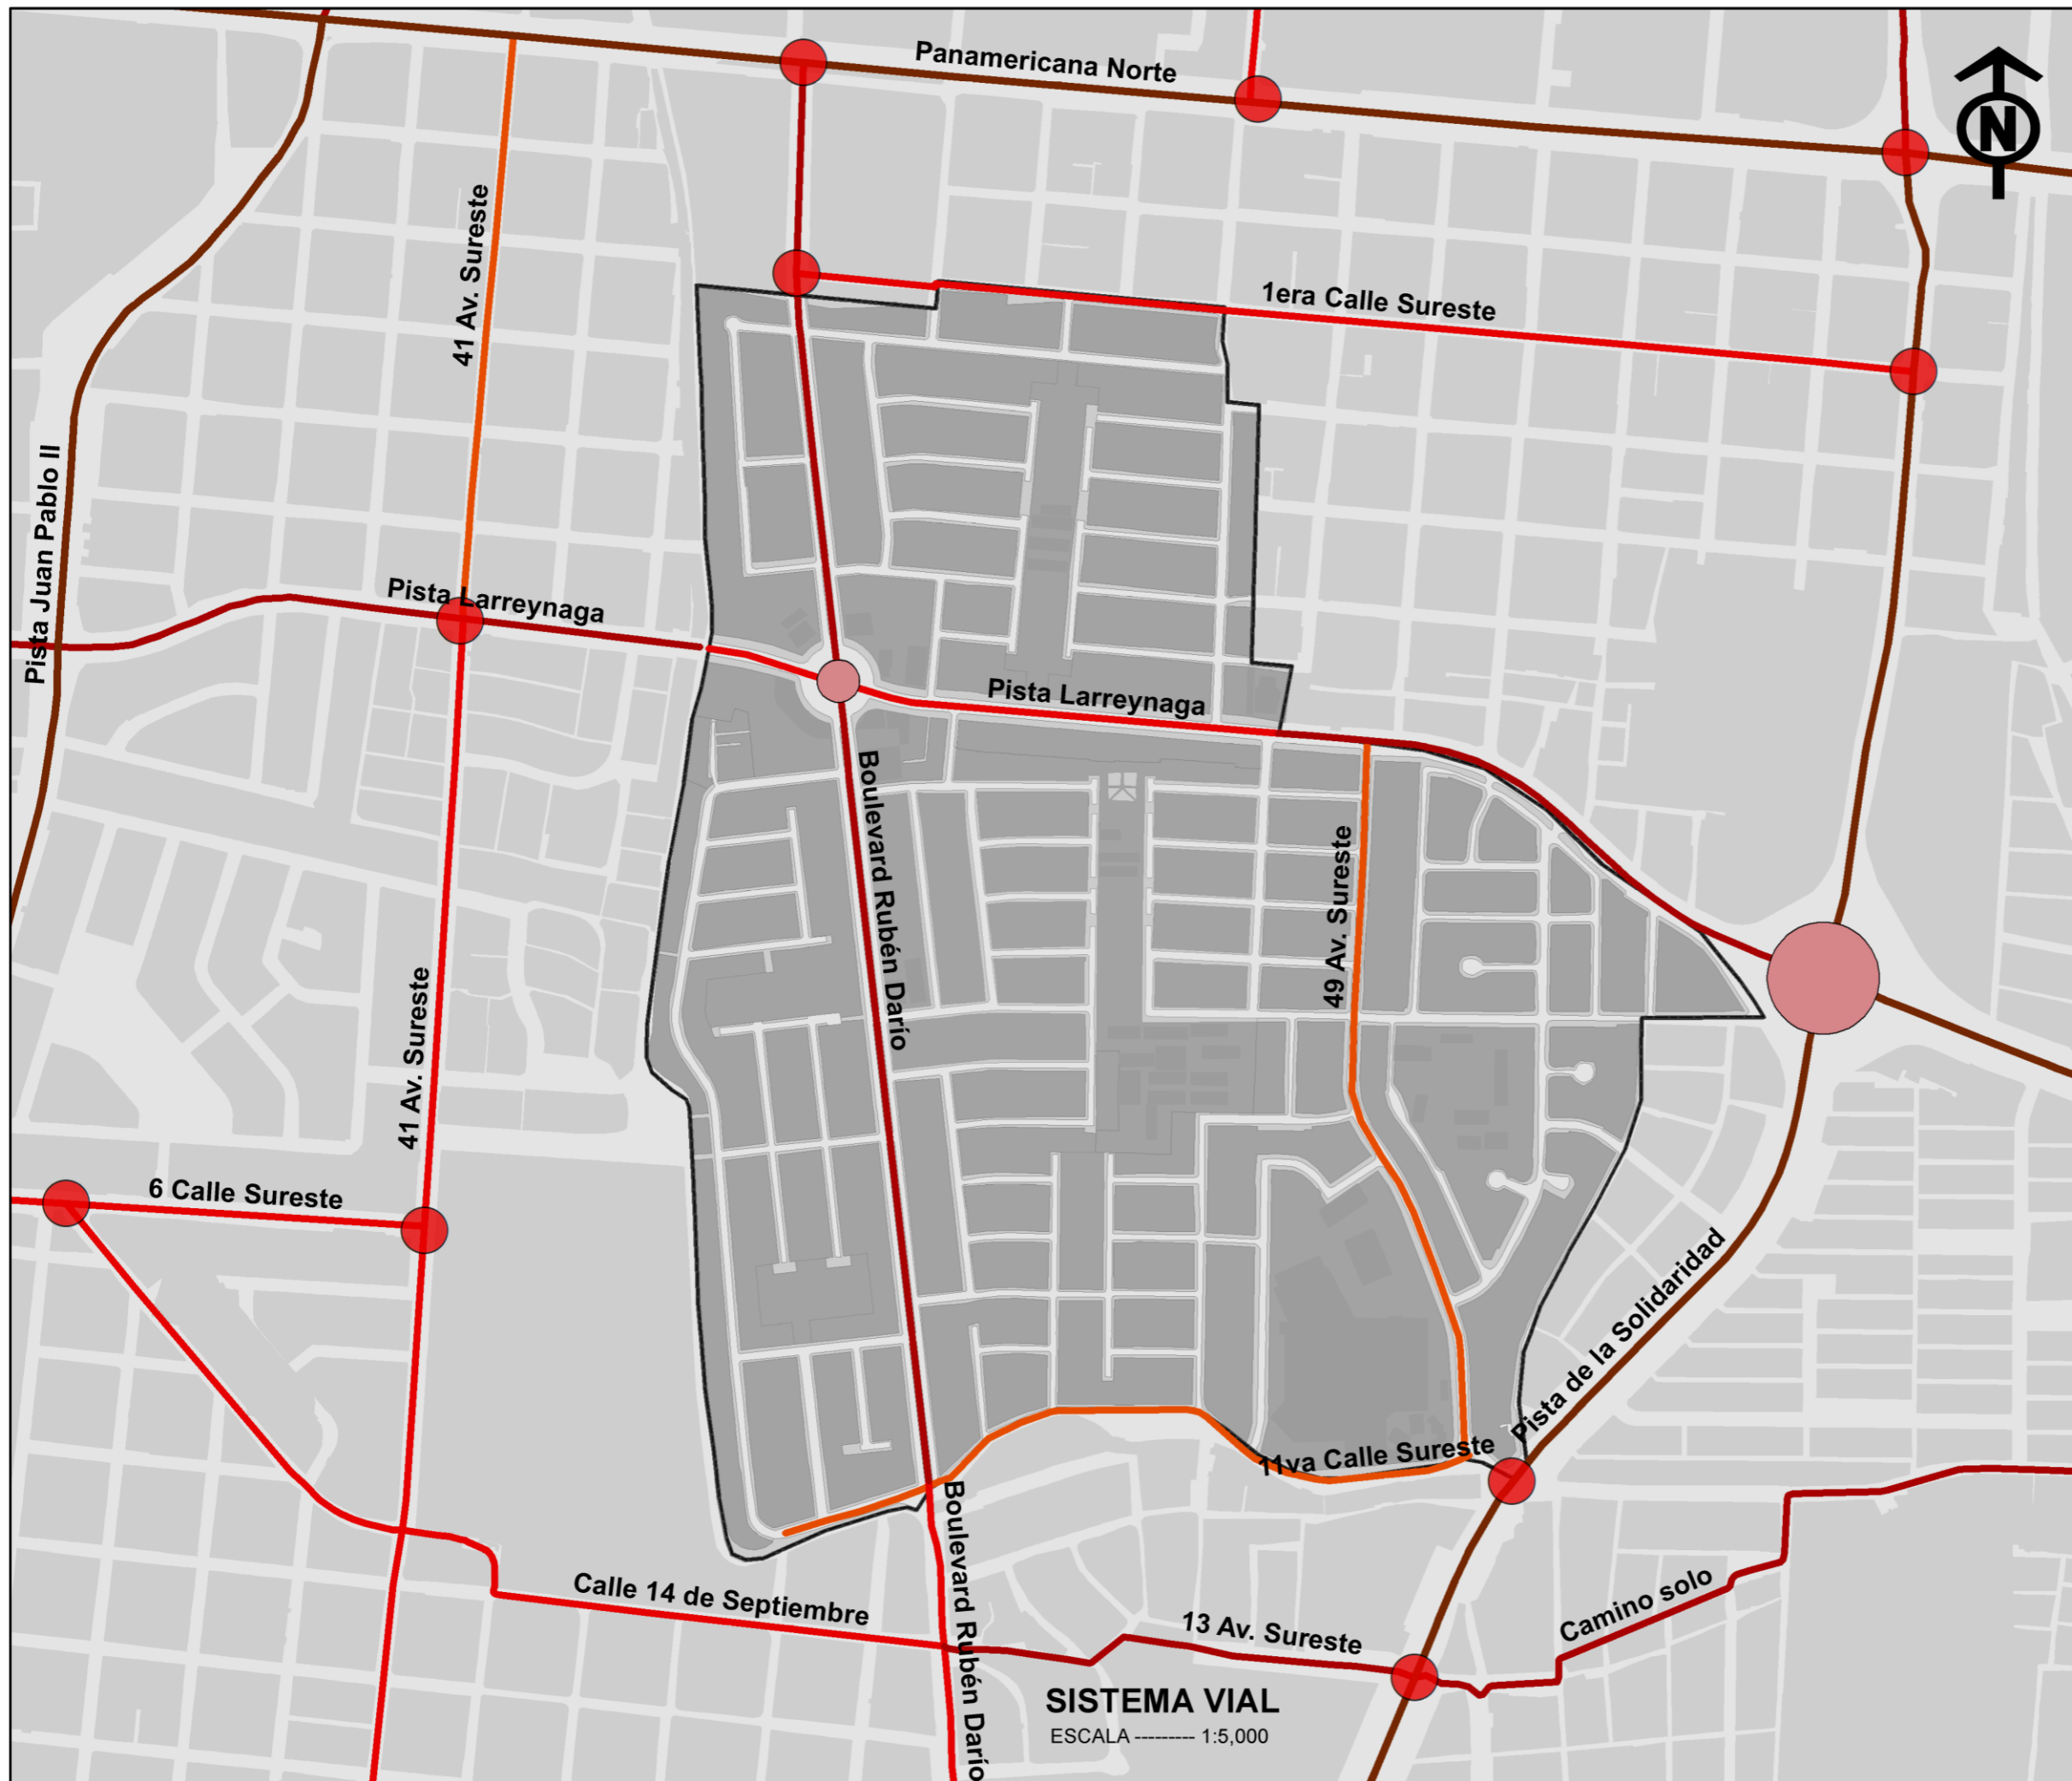 Panamericana Norte
N
41 Av. Sureste
1era Calle Sureste
Pista Juan Pablo II
Pista Larreynaga
Pista Larreynaga
Boulevard Rubén Darío
49 Av. Sureste
41 Av. Sureste
6 Calle Sureste
Pista de la Solidaridad
11va Calle Sureste
Boulevard Rubén Darío
Calle 14 de Septiembre
13 Av. Sureste
Camino solo
SISTEMA VIAL
ESCALA --------- 1:5,000